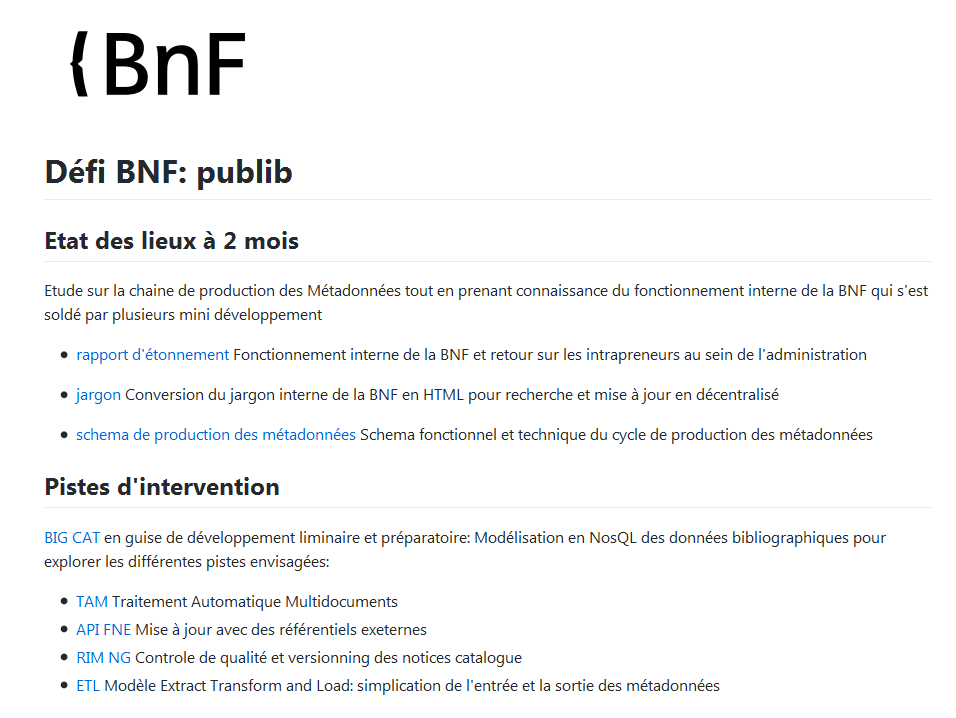 {BnF
Défi BNF: publib
Etat des lieux à 2 mois
Etude sur la chaine de production des Métadonnées tout en prenant connaissance du fonctionnement interne de la BNF qui s'est
soldé par plusieurs mini développement
• rapport d'étonnement Fonctionnement interne de la BNF et retour sur les intrapreneurs au sein de l'administration
• jargon Conversion du jargon interne de la BNF en HTML pour recherche et mise à jour en décentralisé
• schema de production des métadonnées Schema fonctionnel et technique du cycle de production des métadonnées
Pistes d'intervention
BIG CAT en guise de développement liminaire et préparatoire: Modélisation en NosQL des données bibliographiques pour
explorer les différentes pistes envisagées:
• TAM Traitement Automatique Multidocuments
• API FNE Mise à jour avec des référentiels exeternes
• RIM NG Controle de qualité et versionning des notices catalogue
• ETL Modèle Extract Transform and Load: simplication de l'entrée et la sortie des métadonnées